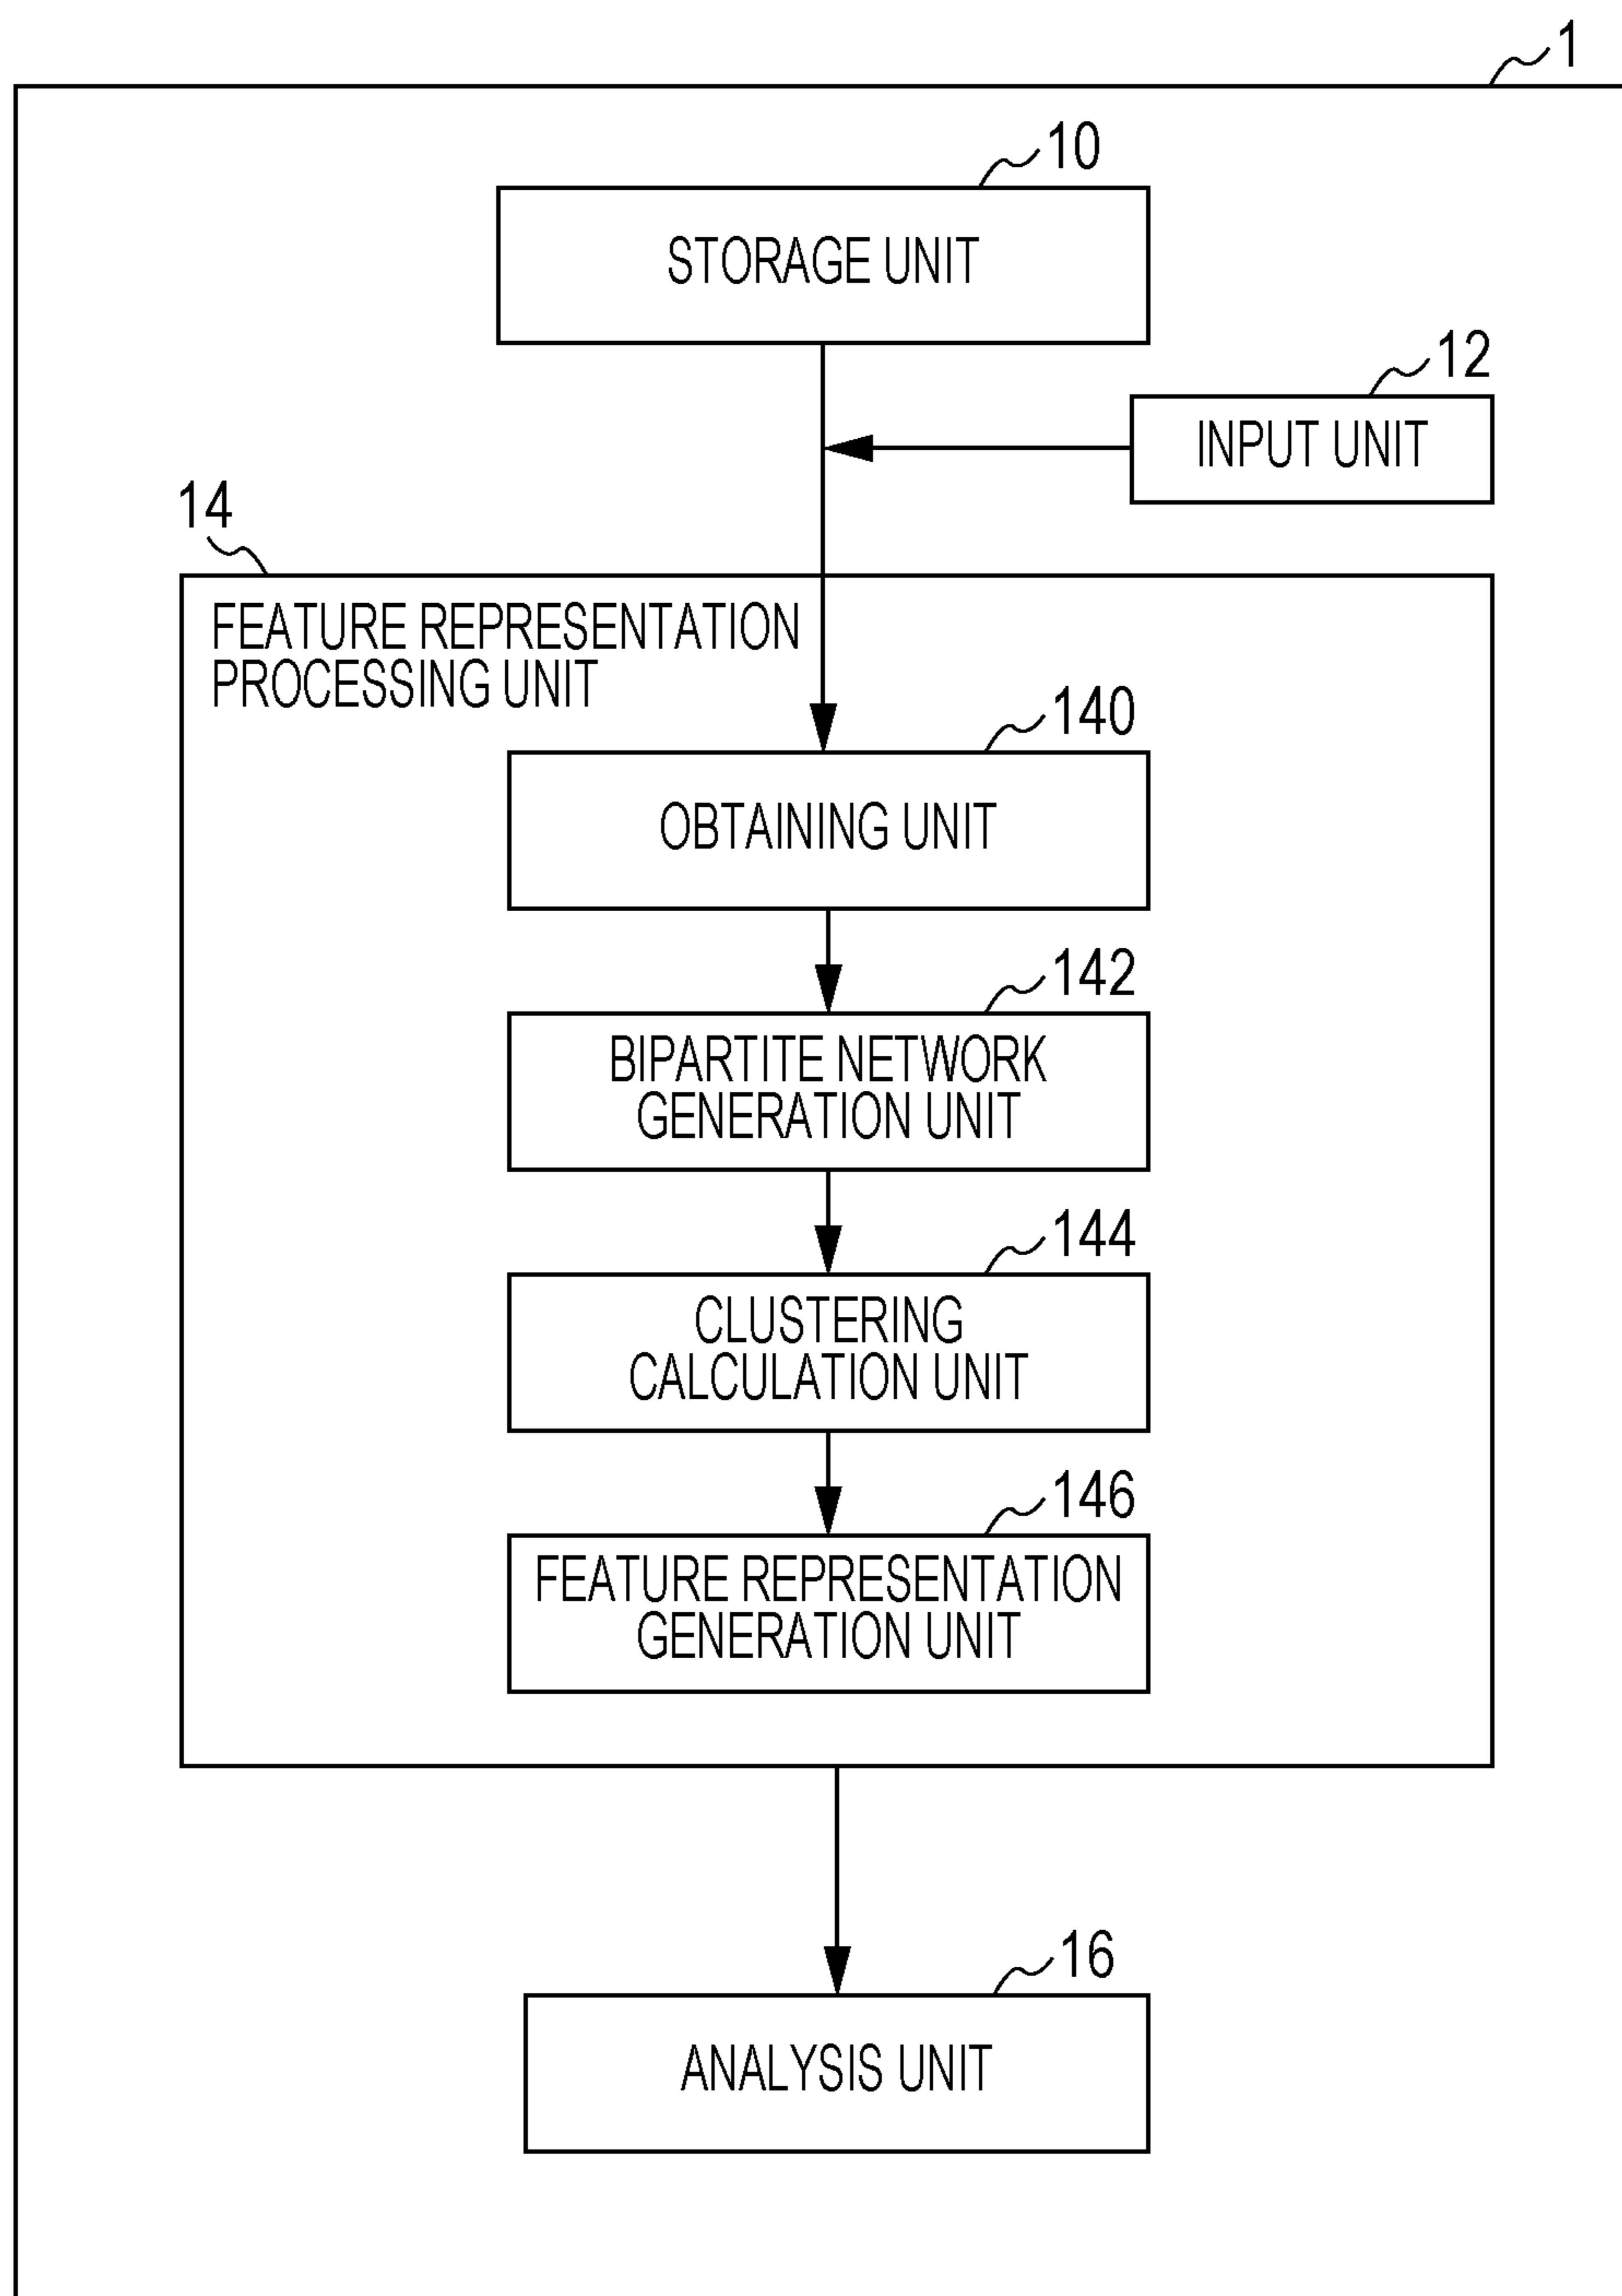 1
10
STORAGE UNIT
12
INPUT UNIT
14
FEATURE REPRESENTATION
PROCESSING UNIT
140
OBTAINING UNIT
142
BIPARTITE NETWORK
GENERATION UNIT
144
CLUSTERING
CALCULATION UNIT
146
FEATURE REPRESENTATION
GENERATION UNIT
16
ANALYSIS UNIT